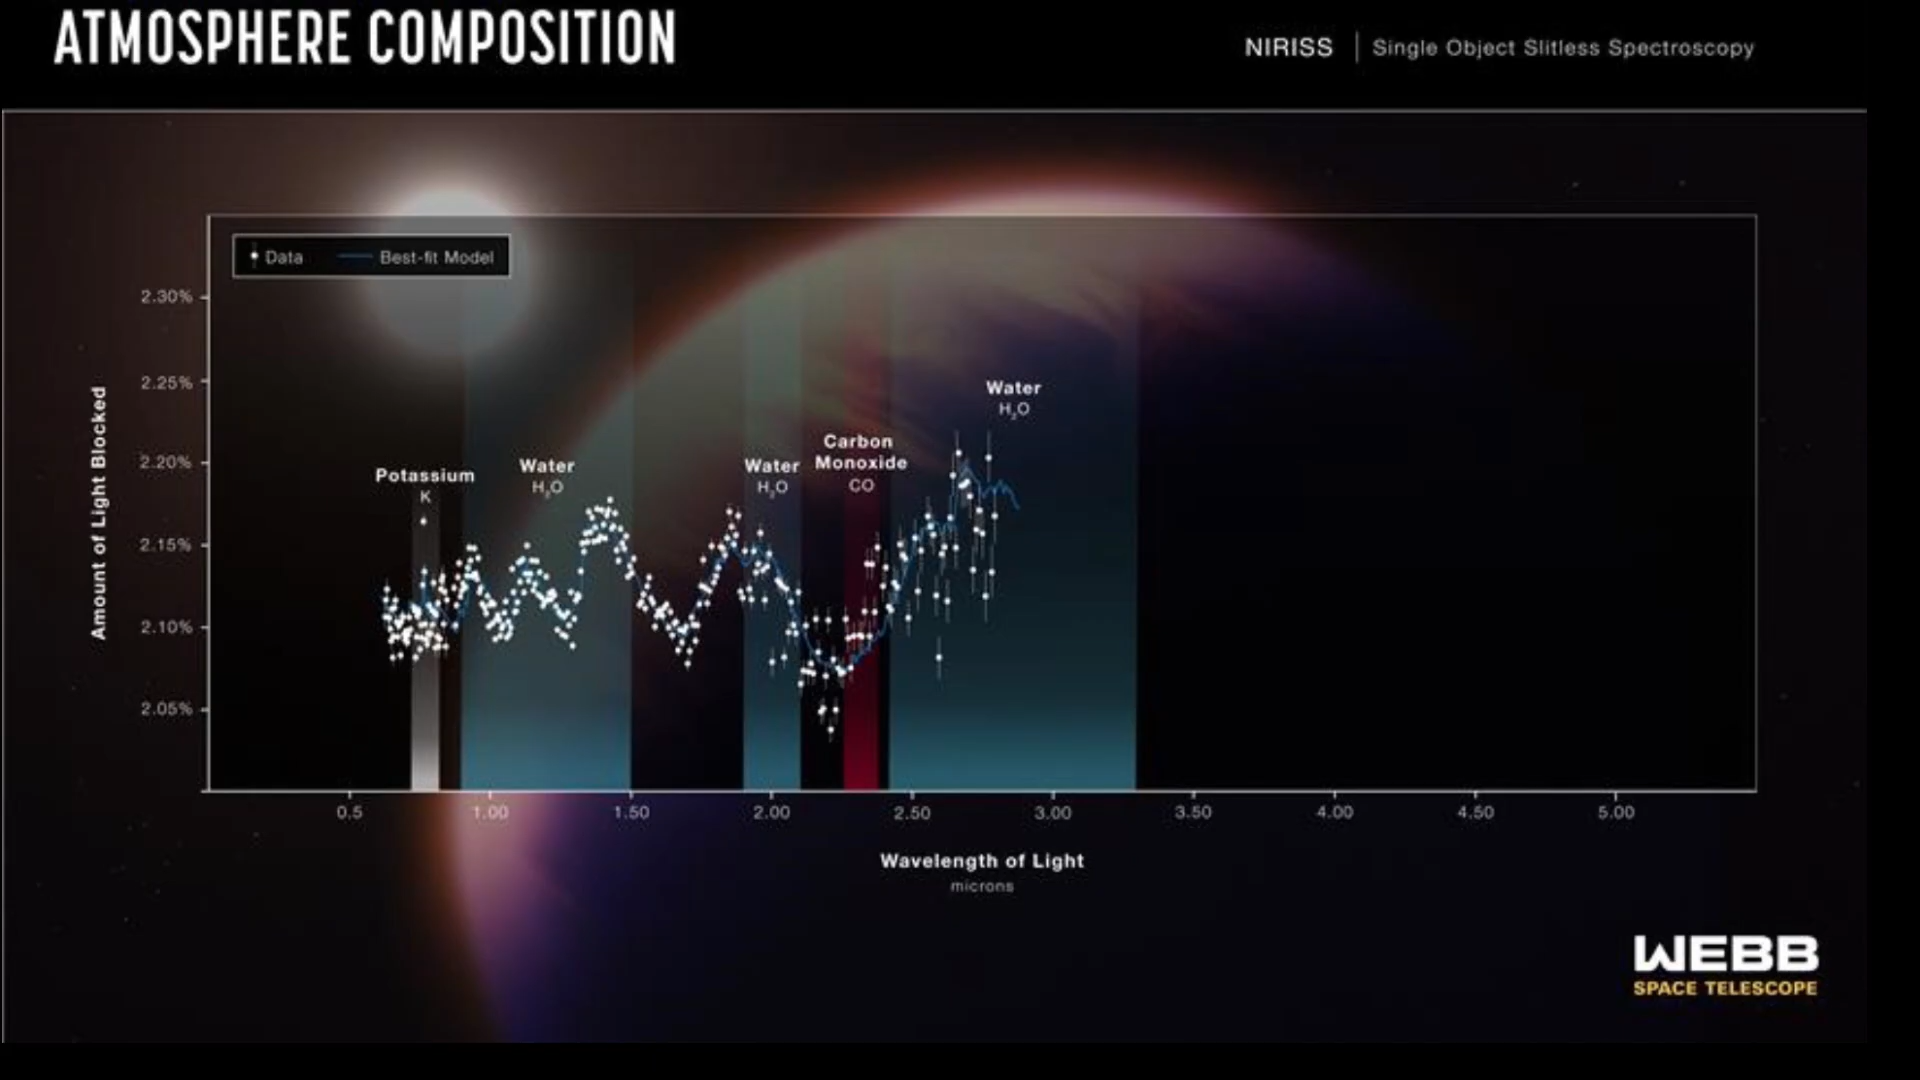 ATMOSPHERE COMPOSITION
NIRISS | Single Object Slitless Spectroscopy
Data
Best-fit Model
2.30%
2.25%
2.20%
2.15%
2.10%
2.05%
Amount of Light Blocked
Potassium
K
Water
H₂O
Water
H₂O
Carbon
Monoxide
CO
Water
H₂O
0.5 1.00 1.50 2.00 2.50 3.00 3.50 4.00 4.50 5.00
Wavelength of Light
microns
WEBB
SPACE TELESCOPE